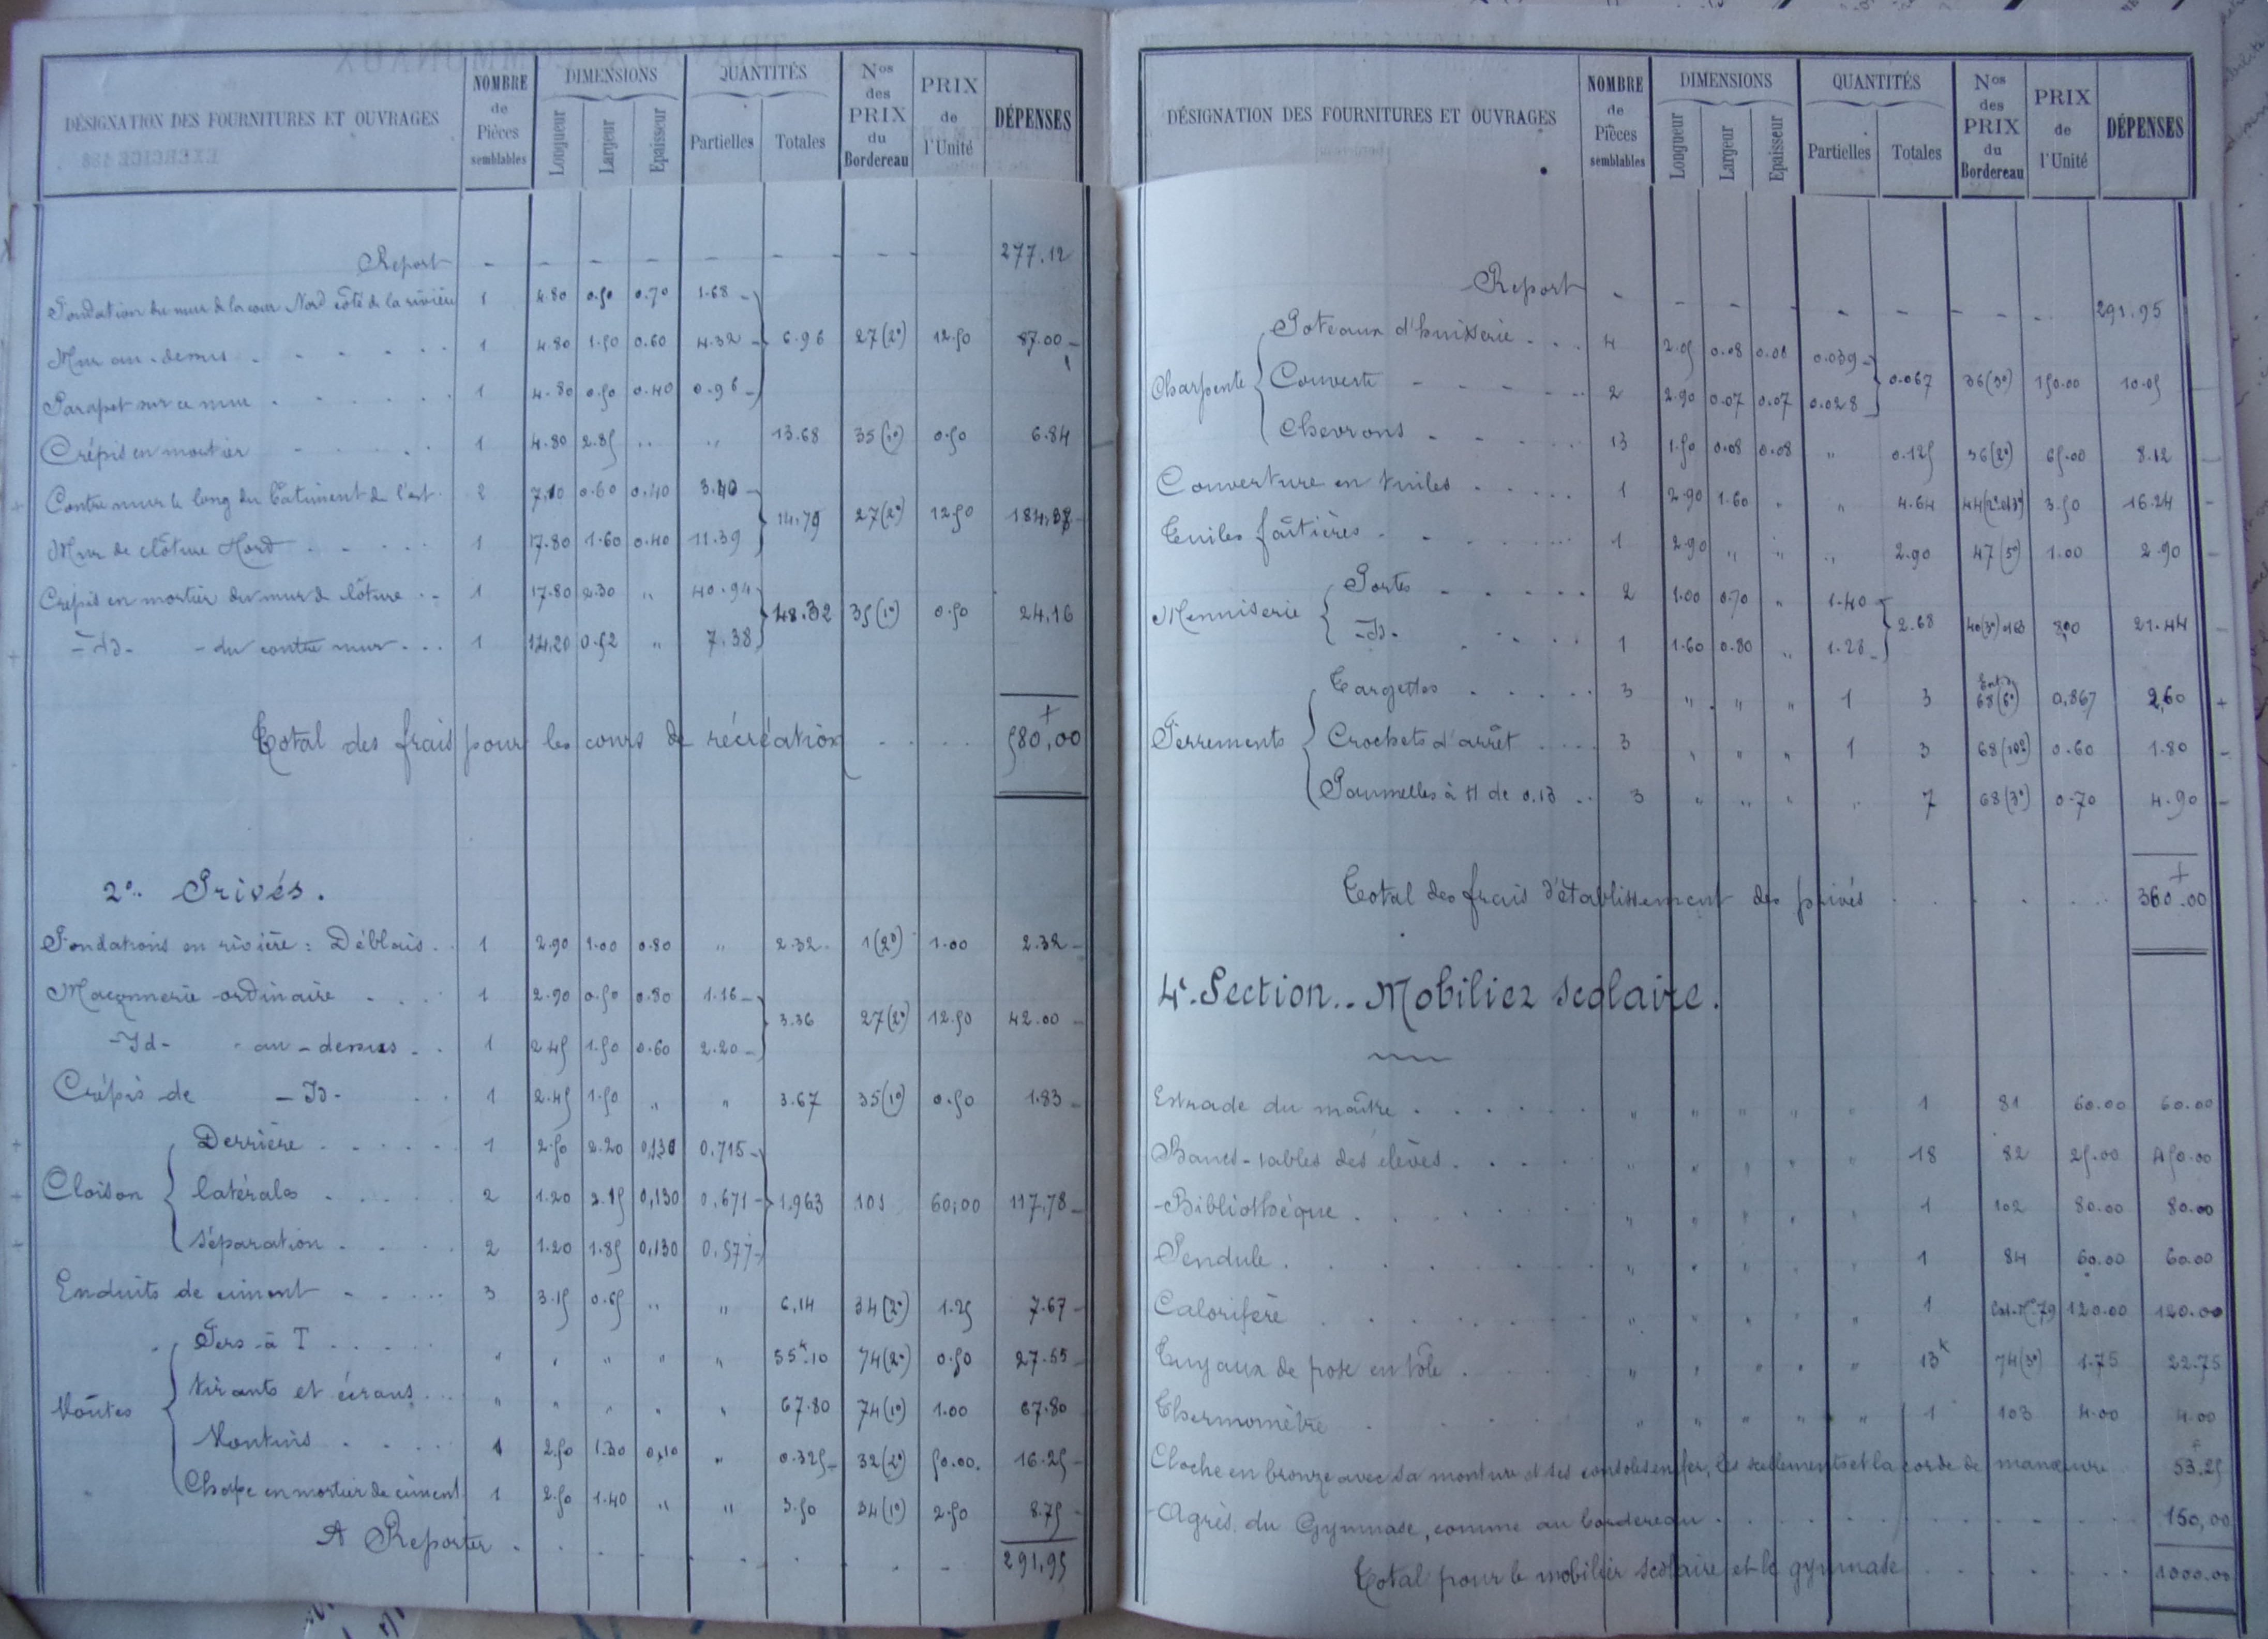 DÉSIGNATION DES FOURNITURES ET OUVRAGES NOMBRE de Pièces semblables DIMENSIONS Longueur Largeur Epaisseur QUANTITÉS Partielles Totales Nos des PRIX du Bordereau PRIX de l'Unité DÉPENSES
Report - - - - - - - - 277.12
Fondation du mur de la cour Nord côté de la rivière 1 4.80 0.50 0.70 1.68
Mur au-dessus 1 4.80 1.50 0.60 4.32 6.96 27(2°) 12.50 87.00
Parapet sur ce mur 1 4.80 0.50 0.40 0.96
Crépis en mortier 1 4.80 2.85 " " 13.68 35(1°) 0.50 6.84
Contre mur le long du bâtiment de l'est 2 7,10 0.60 0.40 3.40
14,79 27(2°) 12.50 184,87
Mur de clôture Nord 1 17.80 1.60 0.40 11.39
Crépis en mortier du mur de clôture 1 17.80 2.30 " 40.94
48.32 35(1°) 0.50 24,16
-Id- - du contre mur 1 14,20 0.52 " 7.38
Total des frais pour les cours de récréation 580,00
2°. Privés.
Fondations en rivière : Déblais 1 2.90 1.00 0.80 " 2.32 1(2°) 1.00 2.32
Maçonnerie ordinaire 1 2.90 0.50 0.80 1.16
3.36 27(2°) 12.50 42.00
-Id- - au-dessus 1 2.45 1.50 0.60 2.20
Crépis de -Id- 1 2.45 1.50 " " 3.67 35(1°) 0.50 1.83
Derrière 1 2.50 2.20 0,130 0.715
Cloison latérales 2 1.20 2.15 0,130 0,671 1,963 101 60,00 117,78
séparation 2 1.20 1.85 0,130 0,577
Enduits de ciment 3 3.15 0.65 " " 6,14 34(2°) 1.25 7.67
Fers à T " " " " " 55k.10 74(2°) 0.50 27.55
tirants et écrous " " " " " 67.80 74(1°) 1.00 67.80
Voûtes
Voutins 1 2.50 1.30 0,10 " 0.325 32(2°) 50.00 16.25
Chape en mortier de ciment 1 2.50 1.40 " " 3.50 34(1°) 2.50 8.75
A Reporter 291,95
DÉSIGNATION DES FOURNITURES ET OUVRAGES NOMBRE de Pièces semblables DIMENSIONS Longueur Largeur Epaisseur QUANTITÉS Partielles Totales Nos des PRIX du Bordereau PRIX de l'Unité DÉPENSES
Report - - - - - - - - 291.95
Poteaux d'huisserie 4 2.05 0.08 0.08 0.039
Charpente Couverte 2 2.90 0.07 0.07 0.028 0.067 36(3°) 150.00 10.05
Chevrons 13 1.50 0.08 0.08 " 0.125 36(2°) 65.00 8.12
Couverture en tuiles 1 2.90 1.60 " " 4.64 44(2° et 3°) 3.50 16.24
Tuiles faîtières 1 2.90 " " " 2.90 47(5°) 1.00 2.90
Portes 2 1.00 0.70 " 1.40
Menuiserie 2.68 8,00 21.44
-Id- 1 1.60 0.80 " 1.28
Targettes 3 " " " 1 3 68(6°) 0,867 2,60
Ferrements Crochets d'arrêt 3 " " " 1 3 68(10°) 0.60 1.80
Paumelles à H de 0.13 3 " " " " 7 68(3°) 0.70 4.90
Total des frais d'établissement des privés 360.00
4e. Section.. Mobilier scolaire.
Estrade du maître " " " " " 1 81 60.00 60.00
Bancs-tables des élèves " " " " " 18 82 25.00 450.00
Bibliothèque " " " " " 1 102 80.00 80.00
Pendule " " " " " 1 84 60.00 60.00
Calorifère " " " " " 1 79 120.00 120.00
Tuyaux de pose en tôle " " " " " 13k 74(3°) 1.75 22.75
Thermomètre " " " " " 1 103 4.00 4.00
Cloche en bronze avec sa monture et ses consoles en fer, les scellements et la corde de manœuvre 53.25
Agrès du Gymnase, comme au bordereau 150,00
Total pour le mobilier scolaire et le gymnase 1000.00